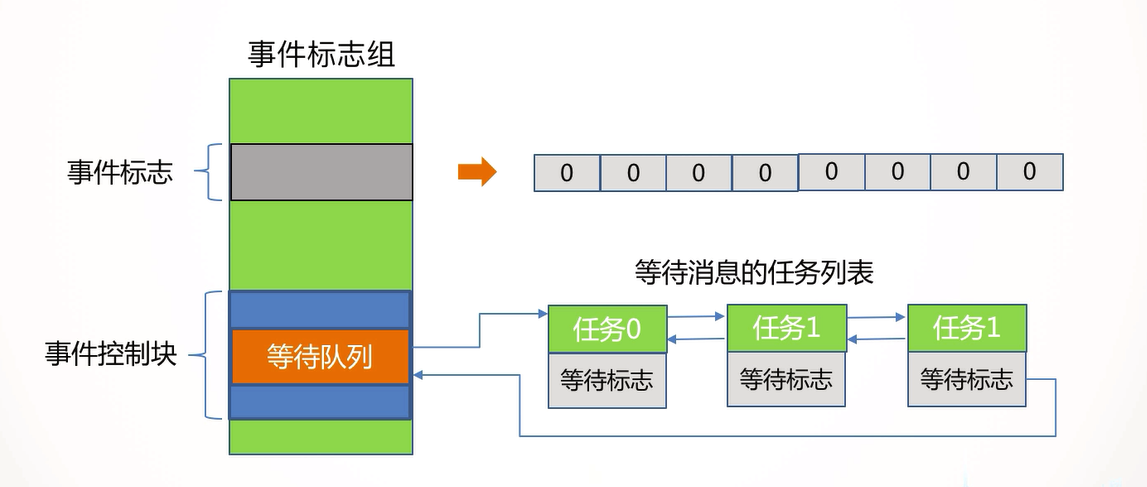 事件标志组
事件标志
0 0 0 0 0 0 0 0
等待消息的任务列表
任务0 任务1 任务1
事件控制块
等待队列
等待标志 等待标志 等待标志